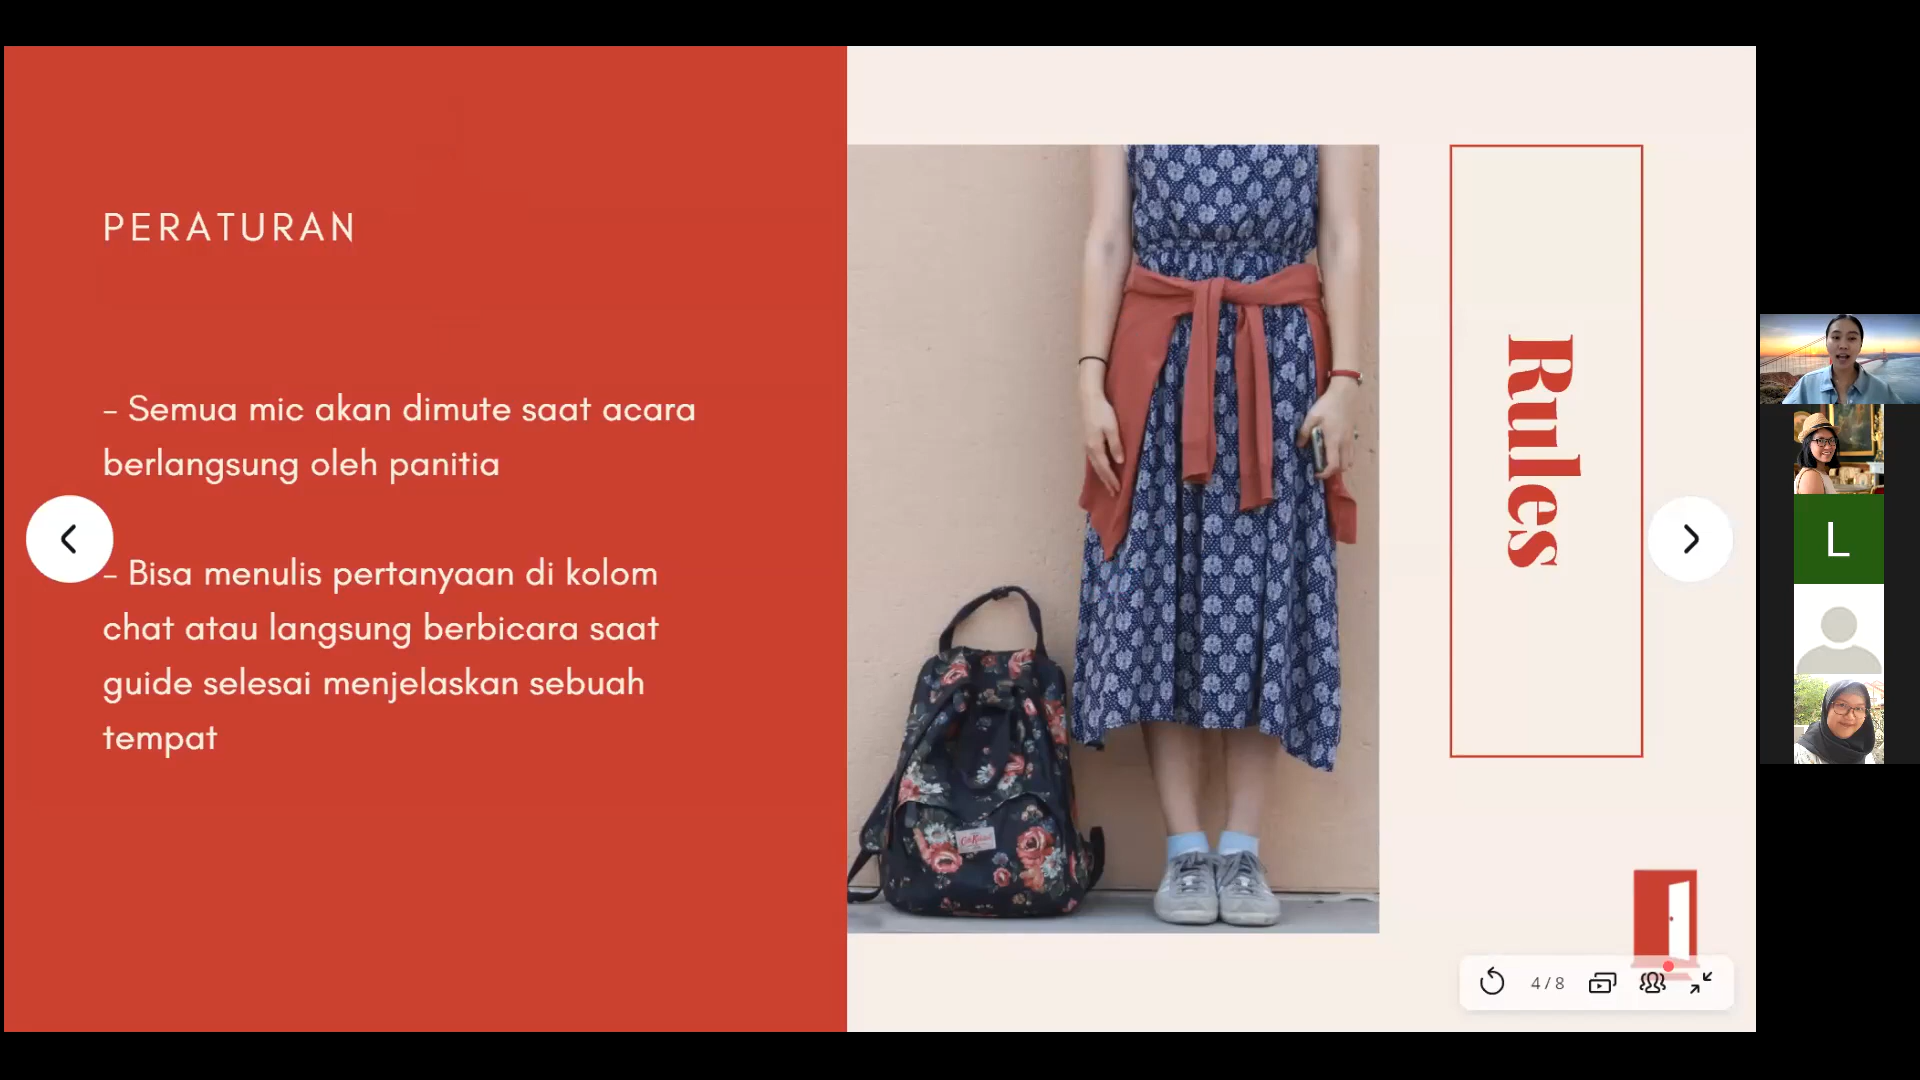 PERATURAN
- Semua mic akan dimute saat acara
berlangsung oleh panitia
- Bisa menulis pertanyaan di kolom
chat atau langsung berbicara saat
guide selesai menjelaskan sebuah
tempat
Rules
L
4 / 8